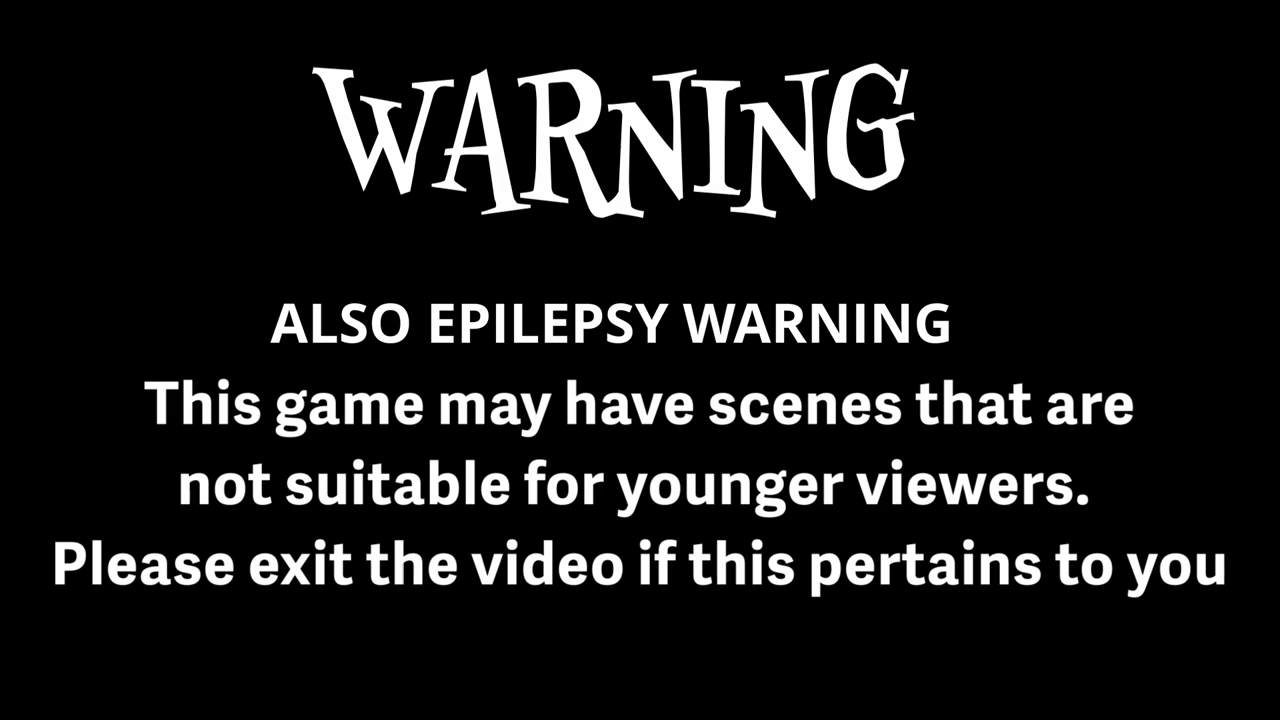 WARNING
ALSO EPILEPSY WARNING
This game may have scenes that are
not suitable for younger viewers.
Please exit the video if this pertains to you